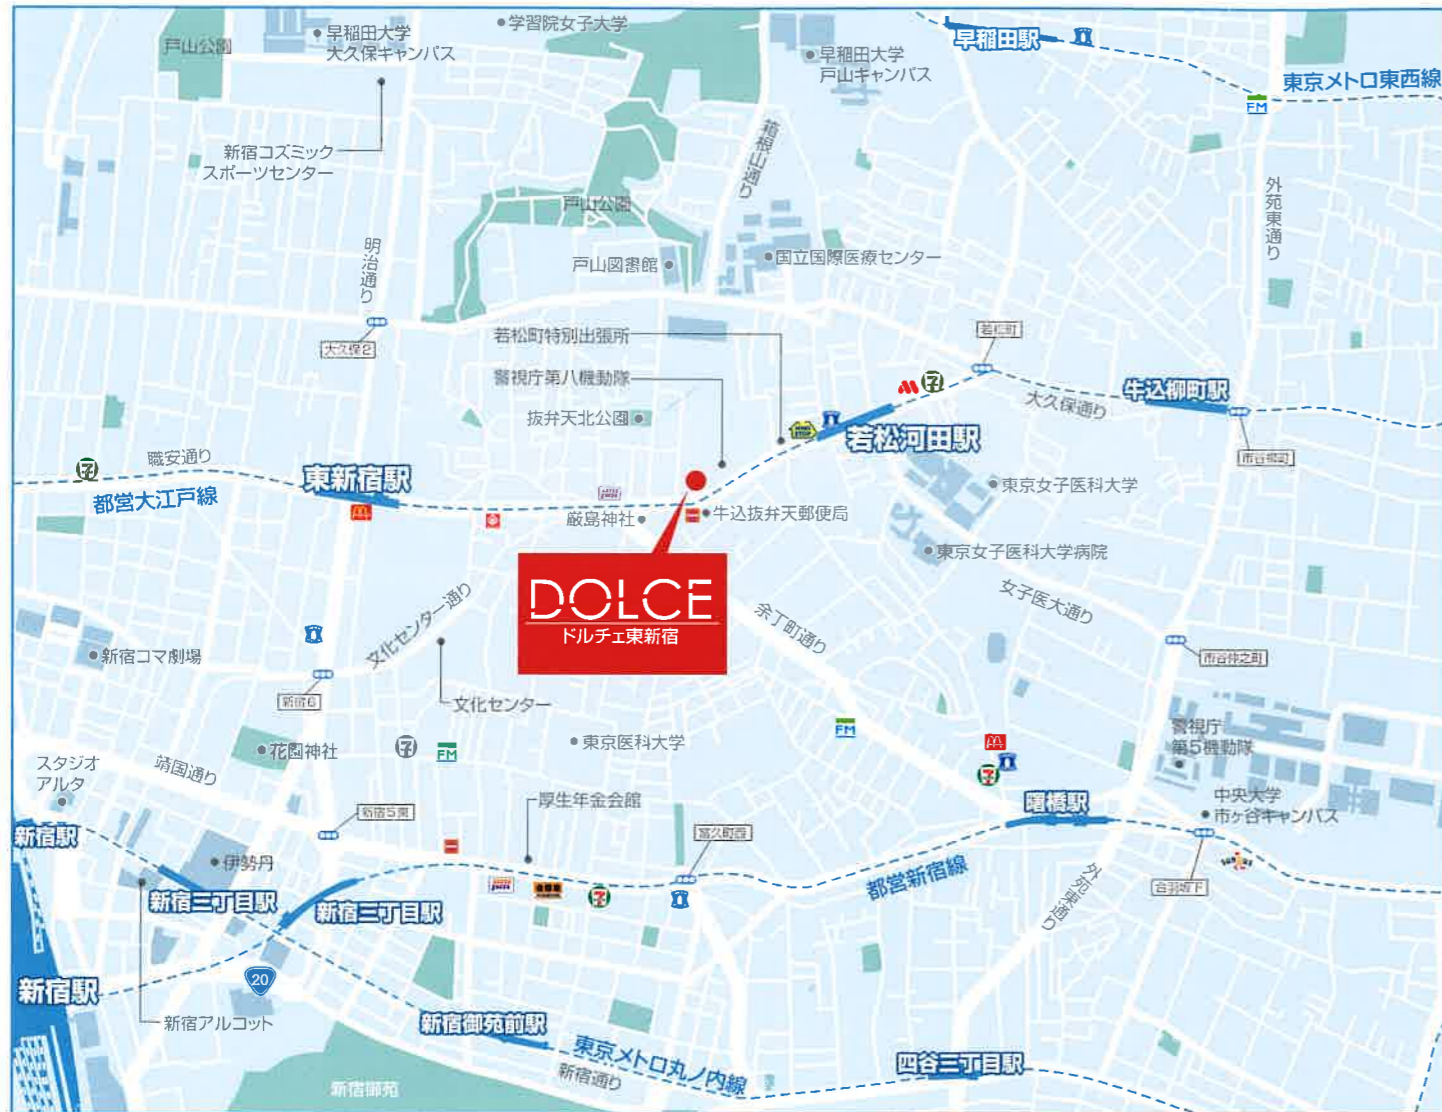 学習院女子大学
早稲田大学
大久保キャンパス
戸山公園
早稲田駅
早稲田大学
戸山キャンパス
東京メトロ東西線
FM
新宿コズミック
スポーツセンター
箱根山通り
外苑東通り
戸山公園
明治通り
戸山図書館
国立国際医療センター
若松町特別出張所
若松町
大久保2
警視庁第八機動隊
牛込柳町駅
大久保通り
抜弁天北公園
若松河田駅
職安通り
東新宿駅
市谷柳町
都営大江戸線
東京女子医科大学
厳島神社
牛込抜弁天郵便局
東京女子医科大学病院
DOLCE
ドルチェ東新宿
女子医大通り
余丁町通り
文化センター通り
新宿コマ劇場
市谷仲之町
新宿6
文化センター
花園神社
FM
東京医科大学
FM
警視庁
第5機動隊
スタジオ
アルタ
靖国通り
厚生年金会館
曙橋駅
中央大学
市ヶ谷キャンパス
新宿5東
富久町西
新宿駅
伊勢丹
都営新宿線
外苑東通り
合羽坂下
新宿三丁目駅
新宿三丁目駅
新宿駅
20
新宿アルコット
新宿御苑前駅
東京メトロ丸ノ内線
新宿通り
四谷三丁目駅
新宿御苑